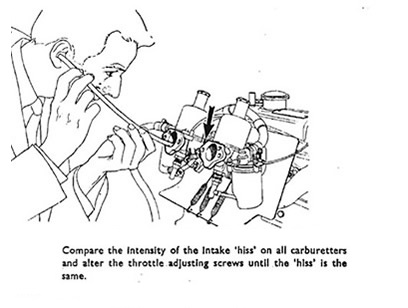 Compare the intensity of the intake 'hiss' on all carburetters
and alter the throttle adjusting screws until the 'hiss' is the
same.